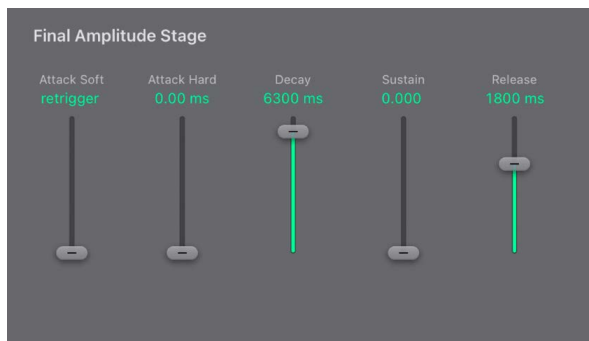 Final Amplitude Stage
Attack Soft Attack Hard Decay Sustain Release
retrigger 0.00 ms 6300 ms 0.000 1800 ms